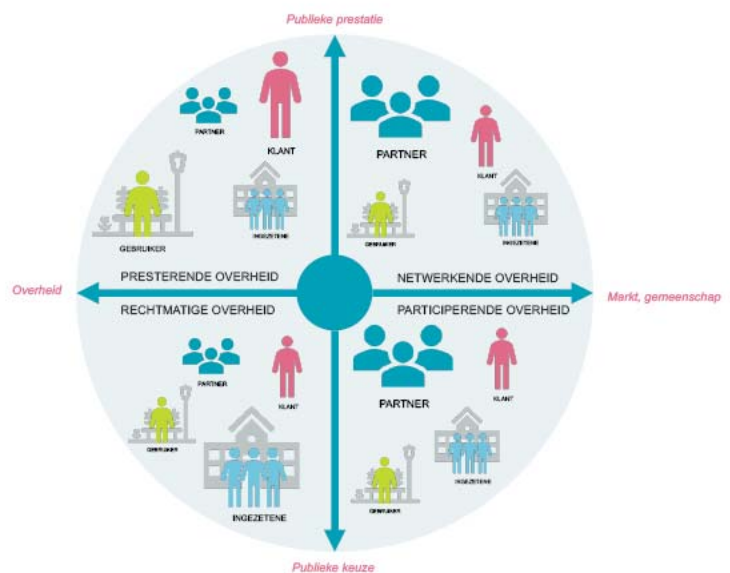 Publieke prestatie
PARTNER
KLANT
GEBRUIKER
INGEZETENE
PARTNER
KLANT
GEBRUIKER
INGEZETENE
PRESTERENDE OVERHEID
NETWERKENDE OVERHEID
Overheid
Markt, gemeenschap
RECHTMATIGE OVERHEID
PARTICIPERENDE OVERHEID
PARTNER
KLANT
GEBRUIKER
INGEZETENE
PARTNER
KLANT
INGEZETENE
GEBRUIKER
Publieke keuze